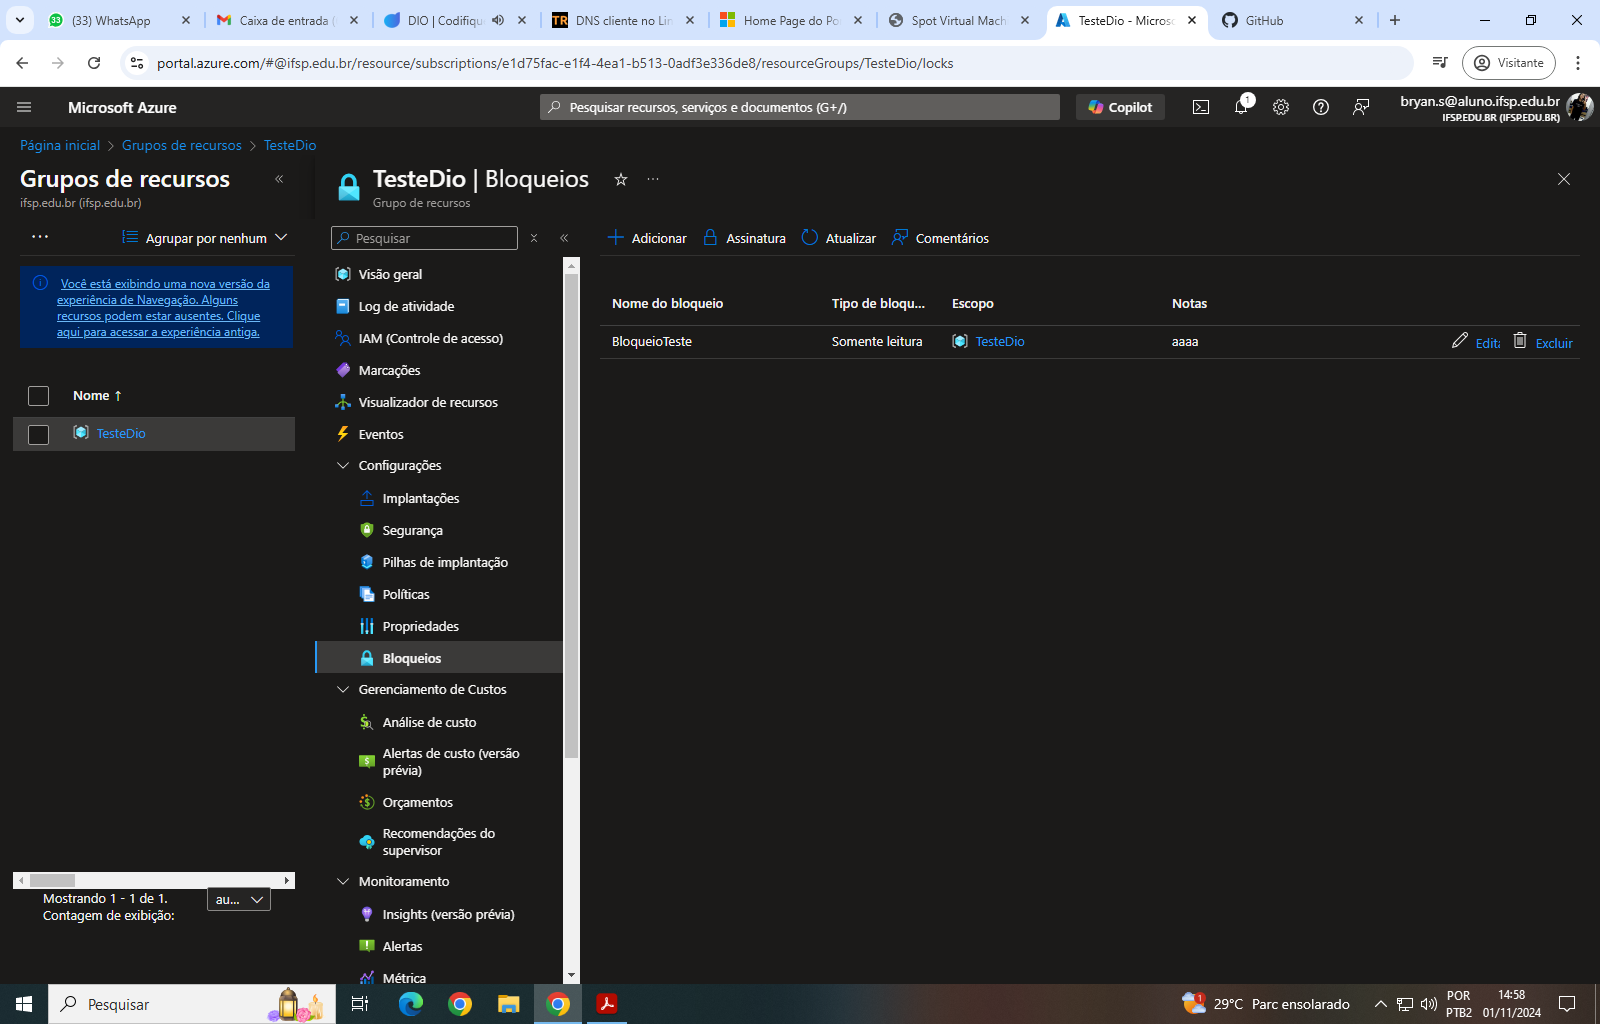 (33) WhatsApp
Caixa de entrada (
DIO | Codifiqu
DNS cliente no Lin
Home Page do Po
Spot Virtual Mach
TesteDio - Micros
GitHub
portal.azure.com/#@ifsp.edu.br/resource/subscriptions/e1d75fac-e1f4-4ea1-b513-0adf3e336de8/resourceGroups/TesteDio/locks
Visitante
Microsoft Azure
Pesquisar recursos, serviços e documentos (G+/)
Copilot
1
bryan.s@aluno.ifsp.edu.br
IFSP.EDU.BR (IFSP.EDU.BR)
Página inicial > Grupos de recursos > TesteDio
Grupos de recursos
ifsp.edu.br (ifsp.edu.br)
Agrupar por nenhum
Você está exibindo uma nova versão da
experiência de Navegação. Alguns
recursos podem estar ausentes. Clique
aqui para acessar a experiência antiga.
Nome ↑
TesteDio
Mostrando 1 - 1 de 1.
Contagem de exibição:
au...
TesteDio | Bloqueios
Grupo de recursos
Pesquisar
Visão geral
Log de atividade
IAM (Controle de acesso)
Marcações
Visualizador de recursos
Eventos
Configurações
Implantações
Segurança
Pilhas de implantação
Políticas
Propriedades
Bloqueios
Gerenciamento de Custos
Análise de custo
Alertas de custo (versão
prévia)
Orçamentos
Recomendações do
supervisor
Monitoramento
Insights (versão prévia)
Alertas
Métrica
Adicionar
Assinatura
Atualizar
Comentários
Nome do bloqueio
Tipo de bloqu...
Escopo
Notas
BloqueioTeste
Somente leitura
TesteDio
aaaa
Edita
Excluir
Pesquisar
1
29°C Parc ensolarado
POR
PTB2
14:58
01/11/2024